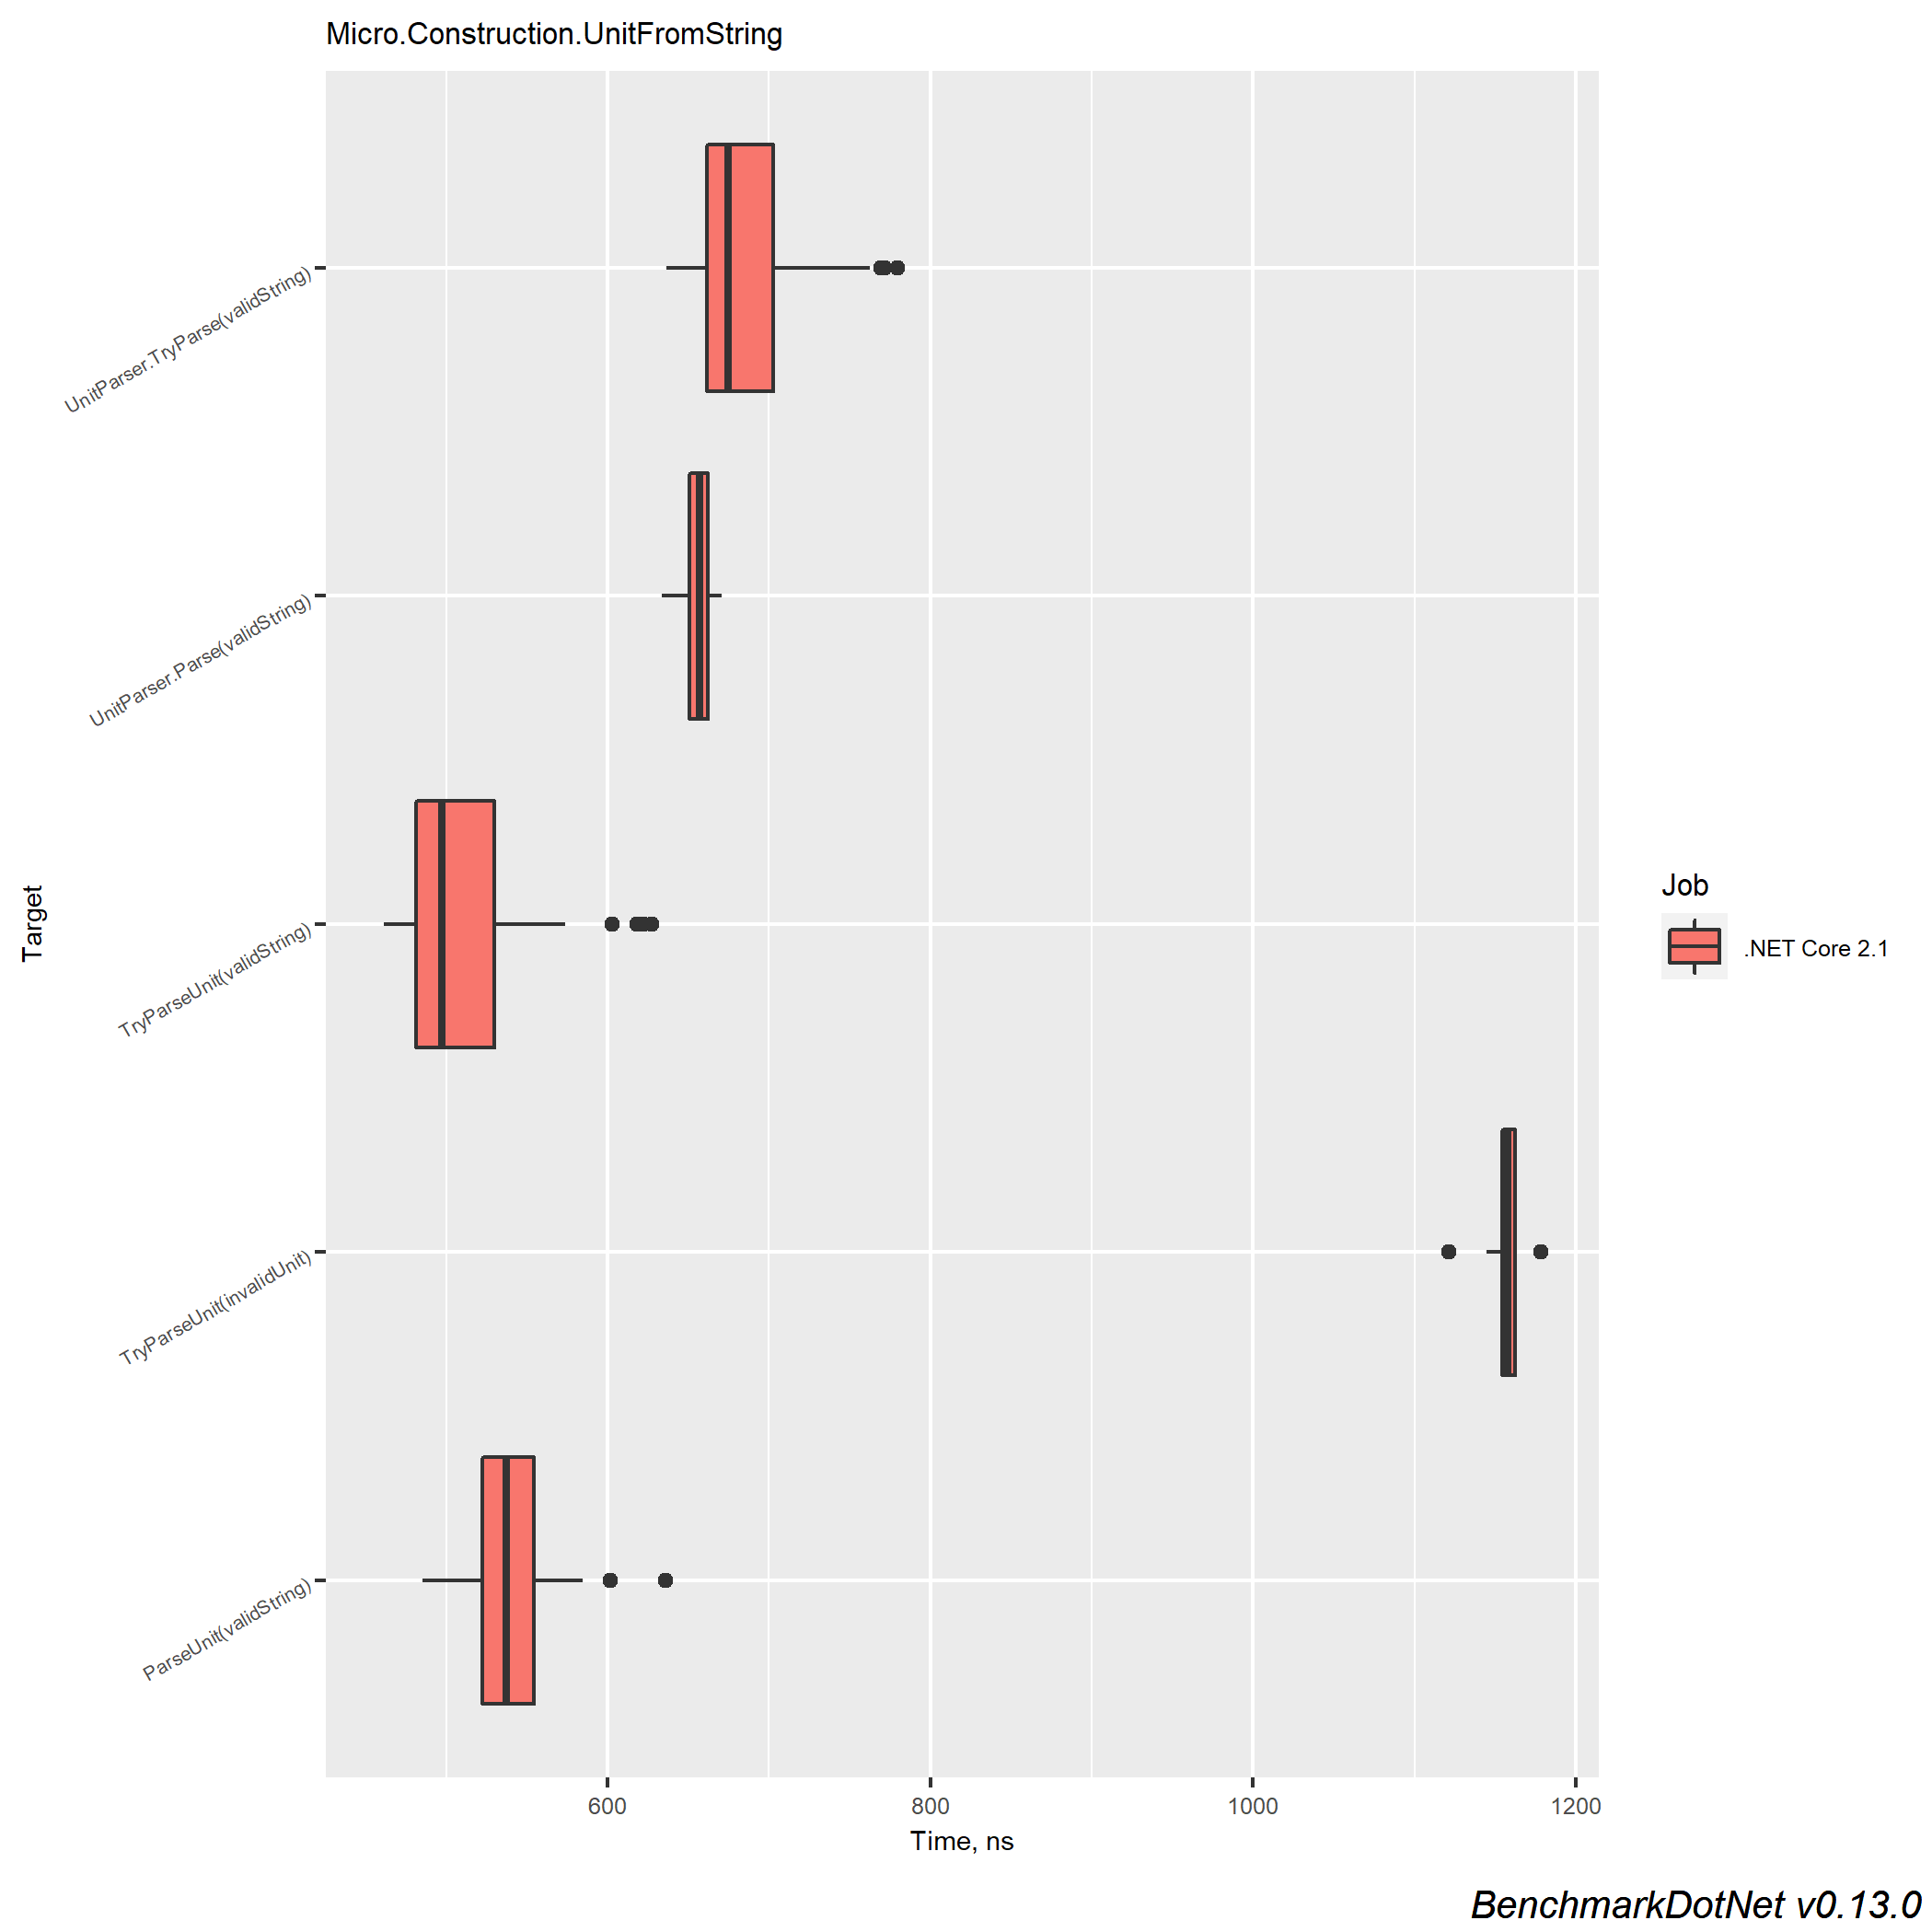 Micro.Construction.UnitFromString
UnitParser.TryParse(validString)
UnitParser.Parse(validString)
TryParseUnit(validString)
TryParseUnit(invalidUnit)
ParseUnit(validString)
Target
600
800
1000
1200
Time, ns
Job
.NET Core 2.1
BenchmarkDotNet v0.13.0